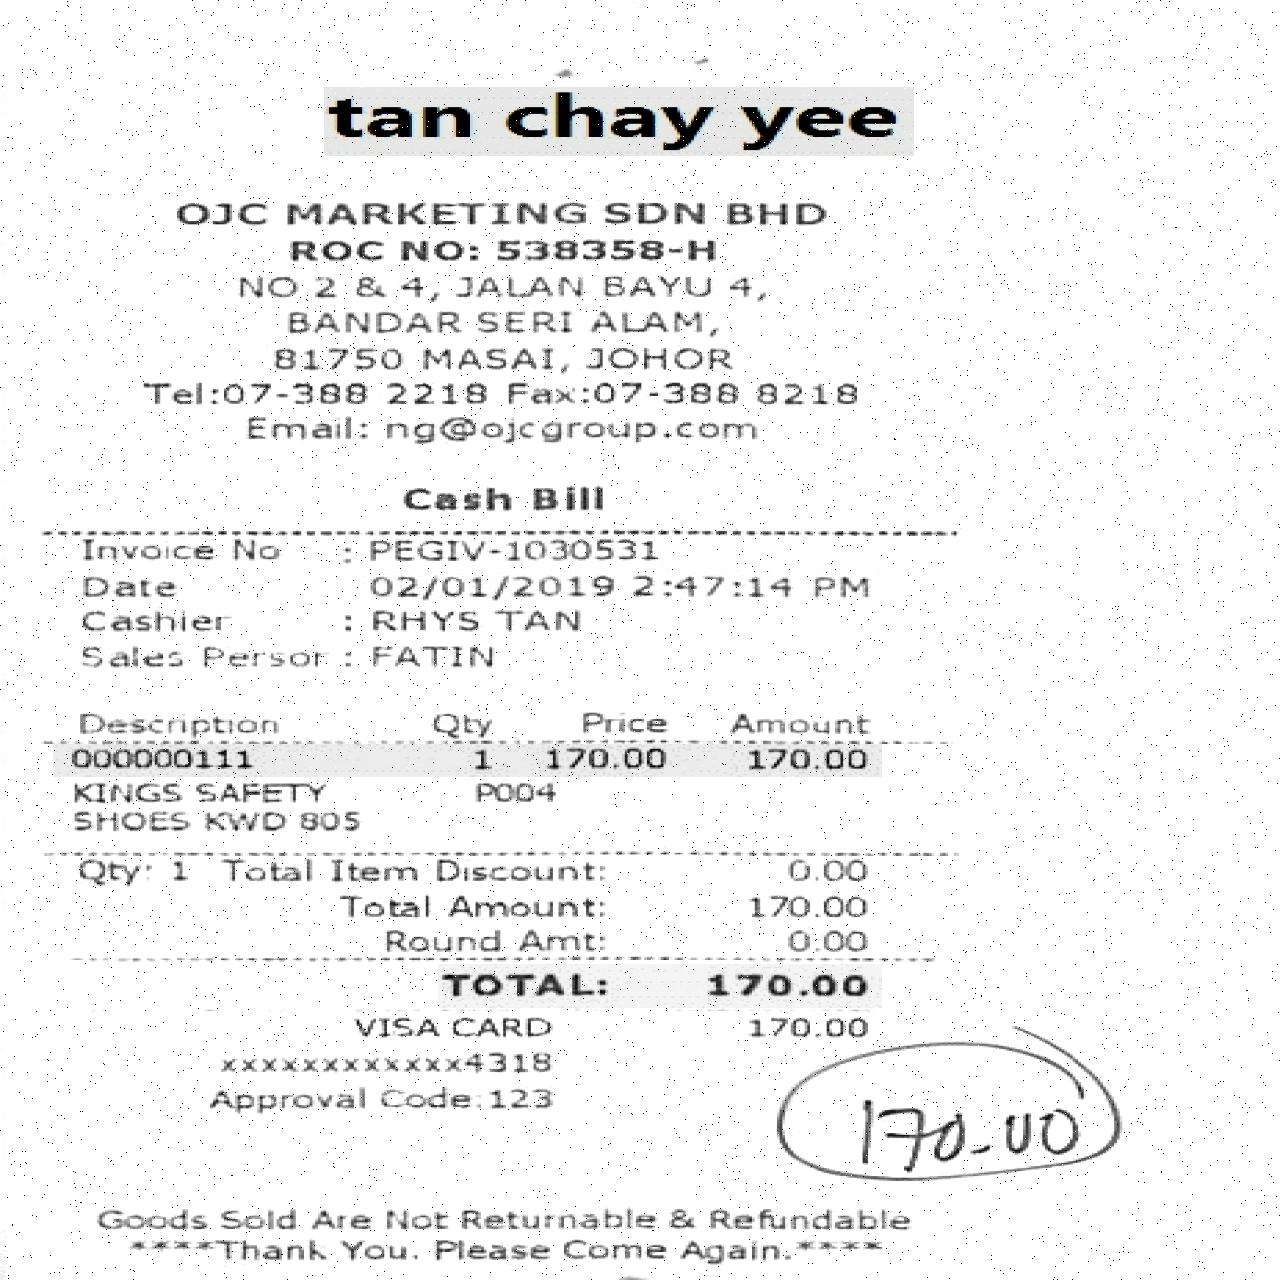 tan chay yee
OJC MARKETING SDN BHD
ROC NO: 538358-H
NO 2 & 4, JALAN BAYU 4,
BANDAR SERI ALAM,
81750 MASAI, JOHOR
Tel:07-388 2218 Fax:07-388 8218
Email: ng@ojcgroup.com
Cash Bill
Invoice No : PEGIV-1030531
Date 02/01/2019 2:47:14 PM
Cashier : RHYS TAN
Sales Persor : FATIN
Description Qty Price Amount
000000111 1 170.00 170.00
KINGS SAFETY P004
SHOES KWD 805
Qty: 1 Total Item Discount: 0.00
Total Amount: 170.00
Round Amt: 0.00
TOTAL: 170.00
VISA CARD 170.00
xxxxxxxxxxxx4318
Approval Code:123
170-00
Goods Sold Are Not Returnable & Refundable
****Thank You. Please Come Again.****